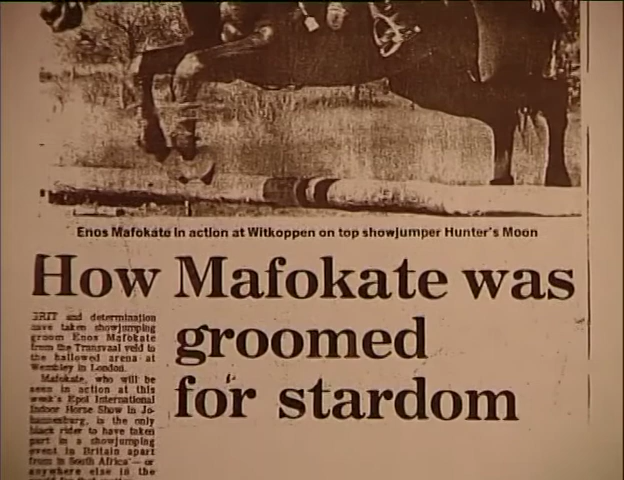 Enos Mafokate in action at Witkoppen on top showjumper Hunter's Moon
How Mafokate was
groomed
for stardom
GRIT and determination
have taken showjumping
groom Enos Mafokate
from the Transvaal veld to
the hallowed arena at
Wembley in London.
Mafokate, who will be
seen in action at this
week's Epol International
Indoor Horse Show in Jo-
hannesburg, is the only
black rider to have taken
part in a showjumping
event in Britain apart
from in South Africa — or
anywhere else in the